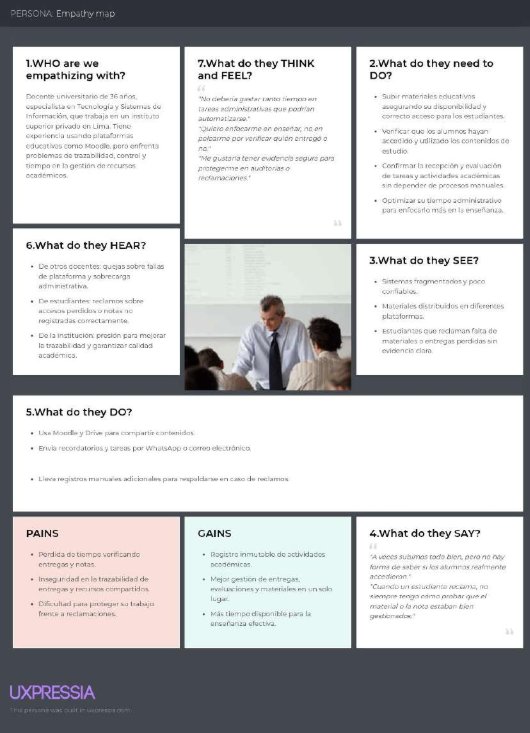 PERSONA: Empathy map
1.WHO are we
empathizing with?
Docente universitario de 36 años,
especialista en Tecnología y Sistemas de
Información, que trabaja en un instituto
superior privado en Lima. Tiene
experiencia usando plataformas
educativas como Moodle, pero enfrenta
problemas de trazabilidad, control y
tiempo en la gestión de recursos
académicos.
7.What do they THINK
and FEEL?
"No debería gastar tanto tiempo en
tareas administrativas que podrían
automatizarse."
"Quiero enfocarme en enseñar, no en
pelearme por verificar quién entregó o
no."
"Me gustaría tener evidencia segura para
protegerme en auditorías o
reclamaciones."
2.What do they need to
DO?
• Subir materiales educativos
asegurando su disponibilidad y
correcto acceso para los estudiantes.
• Verificar que los alumnos hayan
accedido y utilizado los contenidos de
estudio.
• Confirmar la recepción y evaluación
de tareas y actividades académicas
sin depender de procesos manuales.
• Optimizar su tiempo administrativo
para enfocarlo más en la enseñanza.
6.What do they HEAR?
• De otros docentes: quejas sobre fallas
de plataforma y sobrecarga
administrativa.
• De estudiantes: reclamos sobre
accesos perdidos o notas no
registradas correctamente.
• De la institución: presión para mejorar
la trazabilidad y garantizar calidad
académica.
3.What do they SEE?
• Sistemas fragmentados y poco
confiables.
• Materiales distribuidos en diferentes
plataformas.
• Estudiantes que reclaman falta de
materiales o entregas perdidas sin
evidencia clara.
5.What do they DO?
• Usa Moodle y Drive para compartir contenidos.
• Envía recordatorios y tareas por WhatsApp o correo electrónico.
• Lleva registros manuales adicionales para respaldarse en caso de reclamos.
PAINS
• Pérdida de tiempo verificando
entregas y notas.
• Inseguridad en la trazabilidad de
entregas y recursos compartidos.
• Dificultad para proteger su trabajo
frente a reclamaciones.
GAINS
• Registro inmutable de actividades
académicas.
• Mejor gestión de entregas,
evaluaciones y materiales en un solo
lugar.
• Más tiempo disponible para la
enseñanza efectiva.
4.What do they SAY?
"A veces subimos todo bien, pero no hay
forma de saber si los alumnos realmente
accedieron."
"Cuando un estudiante reclama, no
siempre tengo cómo probar que el
material o la nota estaban bien
gestionados."
UXPRESSIA
This persona was built in uxpressia.com